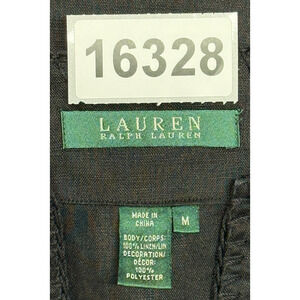 16328
LAUREN
RALPH LAUREN
MADE IN
CHINA
M
BODY/CORPS:
100% LINEN/LIN
DECORATION/
DÉCOR:
100%
POLYESTER